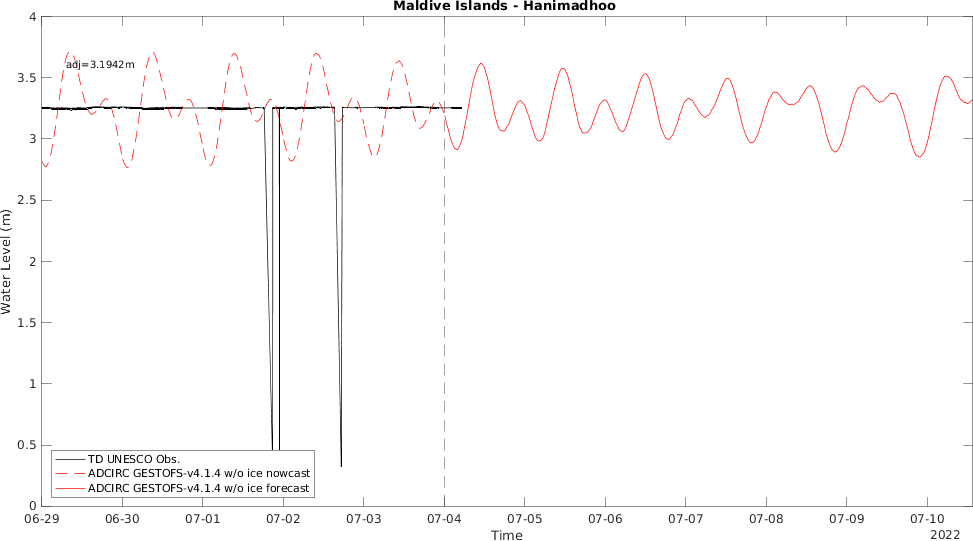 Maldive Islands - Hanimadhoo
adj=3.1942m
Water Level (m)
4
3.5
3
2.5
2
1.5
1
0.5
0
TD UNESCO Obs.
ADCIRC GESTOFS-v4.1.4 w/o ice nowcast
ADCIRC GESTOFS-v4.1.4 w/o ice forecast
06-29 06-30 07-01 07-02 07-03 07-04 07-05 07-06 07-07 07-08 07-09 07-10
2022
Time